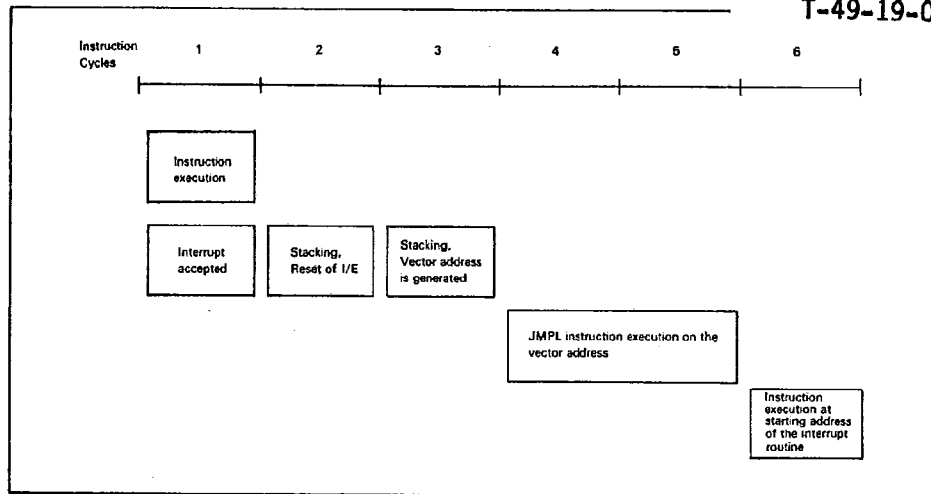 T-49-19-0
Instruction
Cycles
1 2 3 4 5 6
Instruction
execution
Interrupt
accepted
Stacking,
Reset of I/E
Stacking,
Vector address
is generated
JMPL instruction execution on the
vector address
Instruction
execution at
starting address
of the interrupt
routine